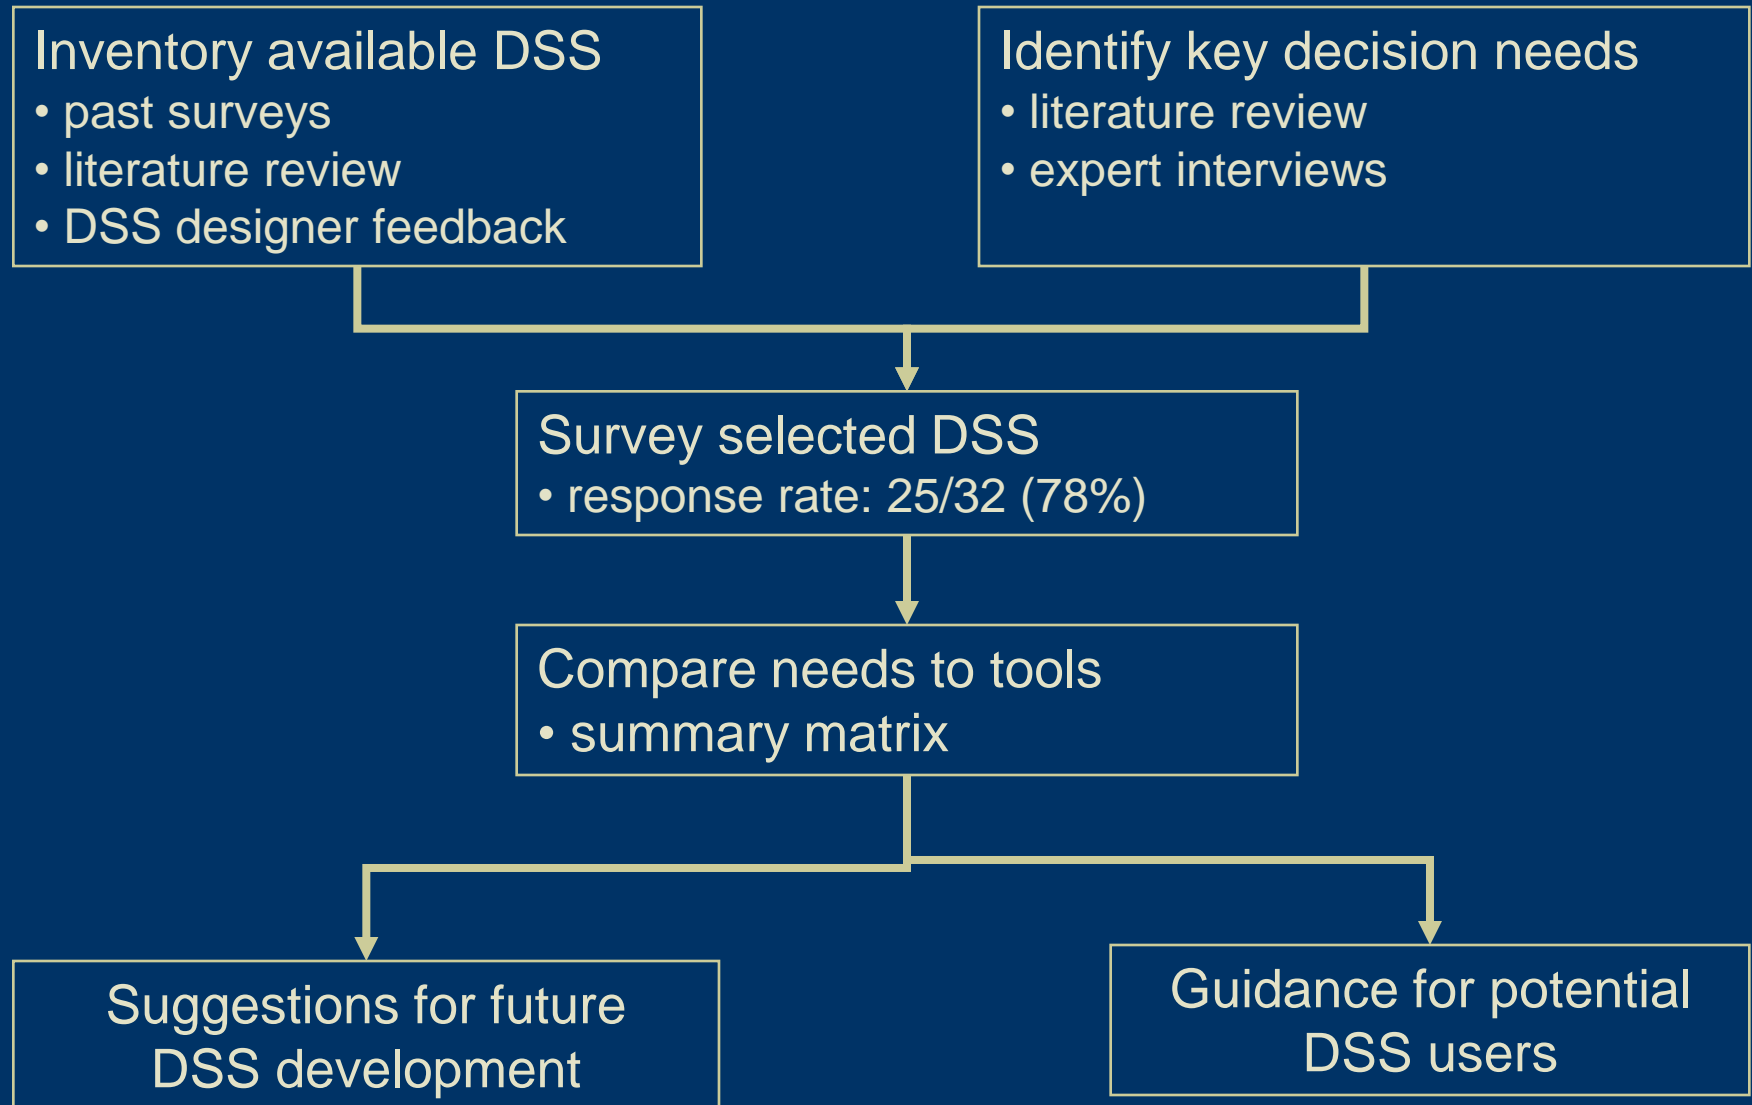 Inventory available DSS
• past surveys
• literature review
• DSS designer feedback
Identify key decision needs
• literature review
• expert interviews
Survey selected DSS
• response rate: 25/32 (78%)
Compare needs to tools
• summary matrix
Suggestions for future
DSS development
Guidance for potential
DSS users